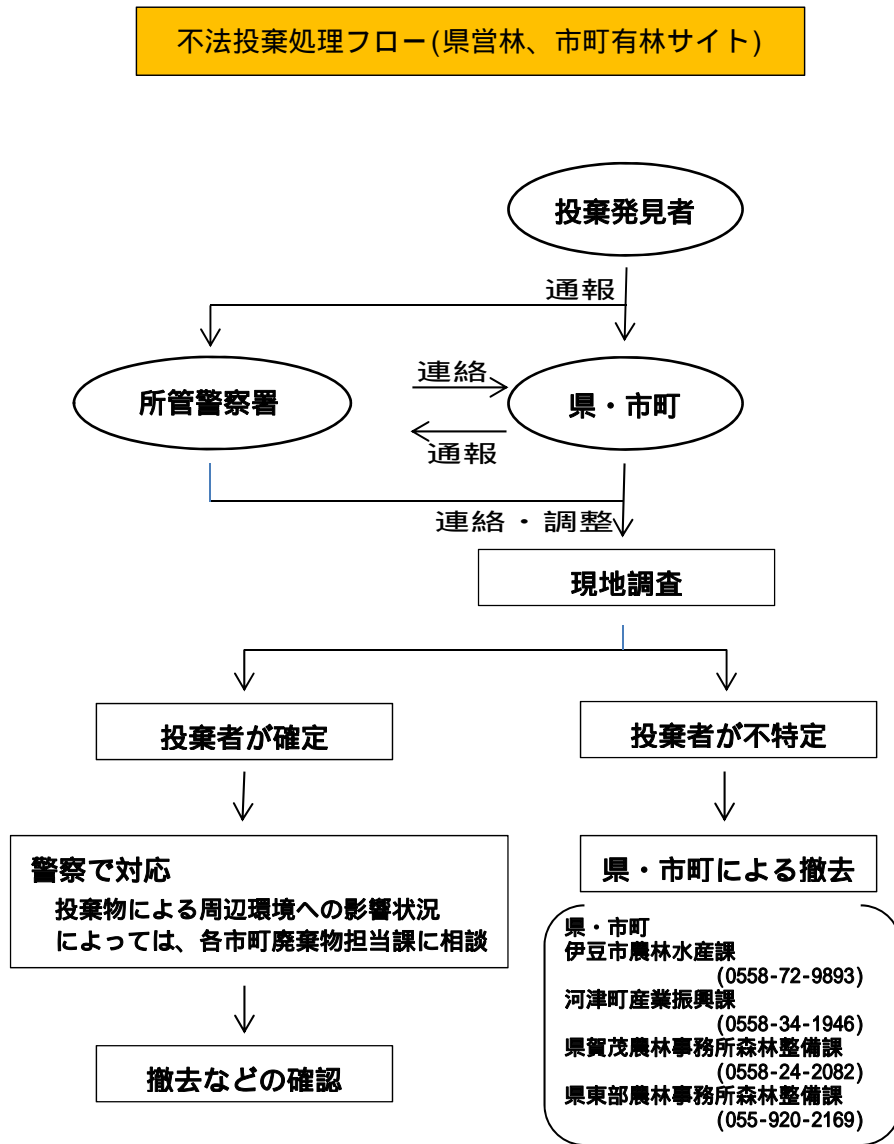 不法投棄処理フロー(県営林、市町有林サイト)
投棄発見者
通報
所管警察署
連絡
県・市町
通報
連絡・調整
現地調査
投棄者が確定
投棄者が不特定
警察で対応
投棄物による周辺環境への影響状況
によっては、各市町廃棄物担当課に相談
県・市町による撤去
県・市町
伊豆市農林水産課
(0558-72-9893)
河津町産業振興課
(0558-34-1946)
県賀茂農林事務所森林整備課
(0558-24-2082)
県東部農林事務所森林整備課
(055-920-2169)
撤去などの確認